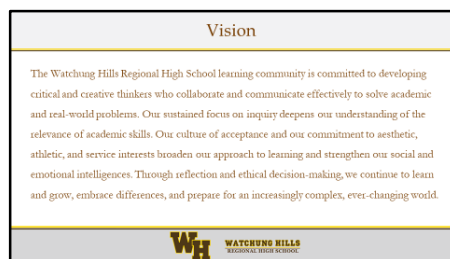 Vision
The Watchung Hills Regional High School learning community is committed to developing
critical and creative thinkers who collaborate and communicate effectively to solve academic
and real-world problems. Our sustained focus on inquiry deepens our understanding of the
relevance of academic skills. Our culture of acceptance and our commitment to aesthetic,
athletic, and service interests broaden our approach to learning and strengthen our social and
emotional intelligences. Through reflection and ethical decision-making, we continue to learn
and grow, embrace differences, and prepare for an increasingly complex, ever-changing world.
WH
WATCHUNG HILLS
REGIONAL HIGH SCHOOL